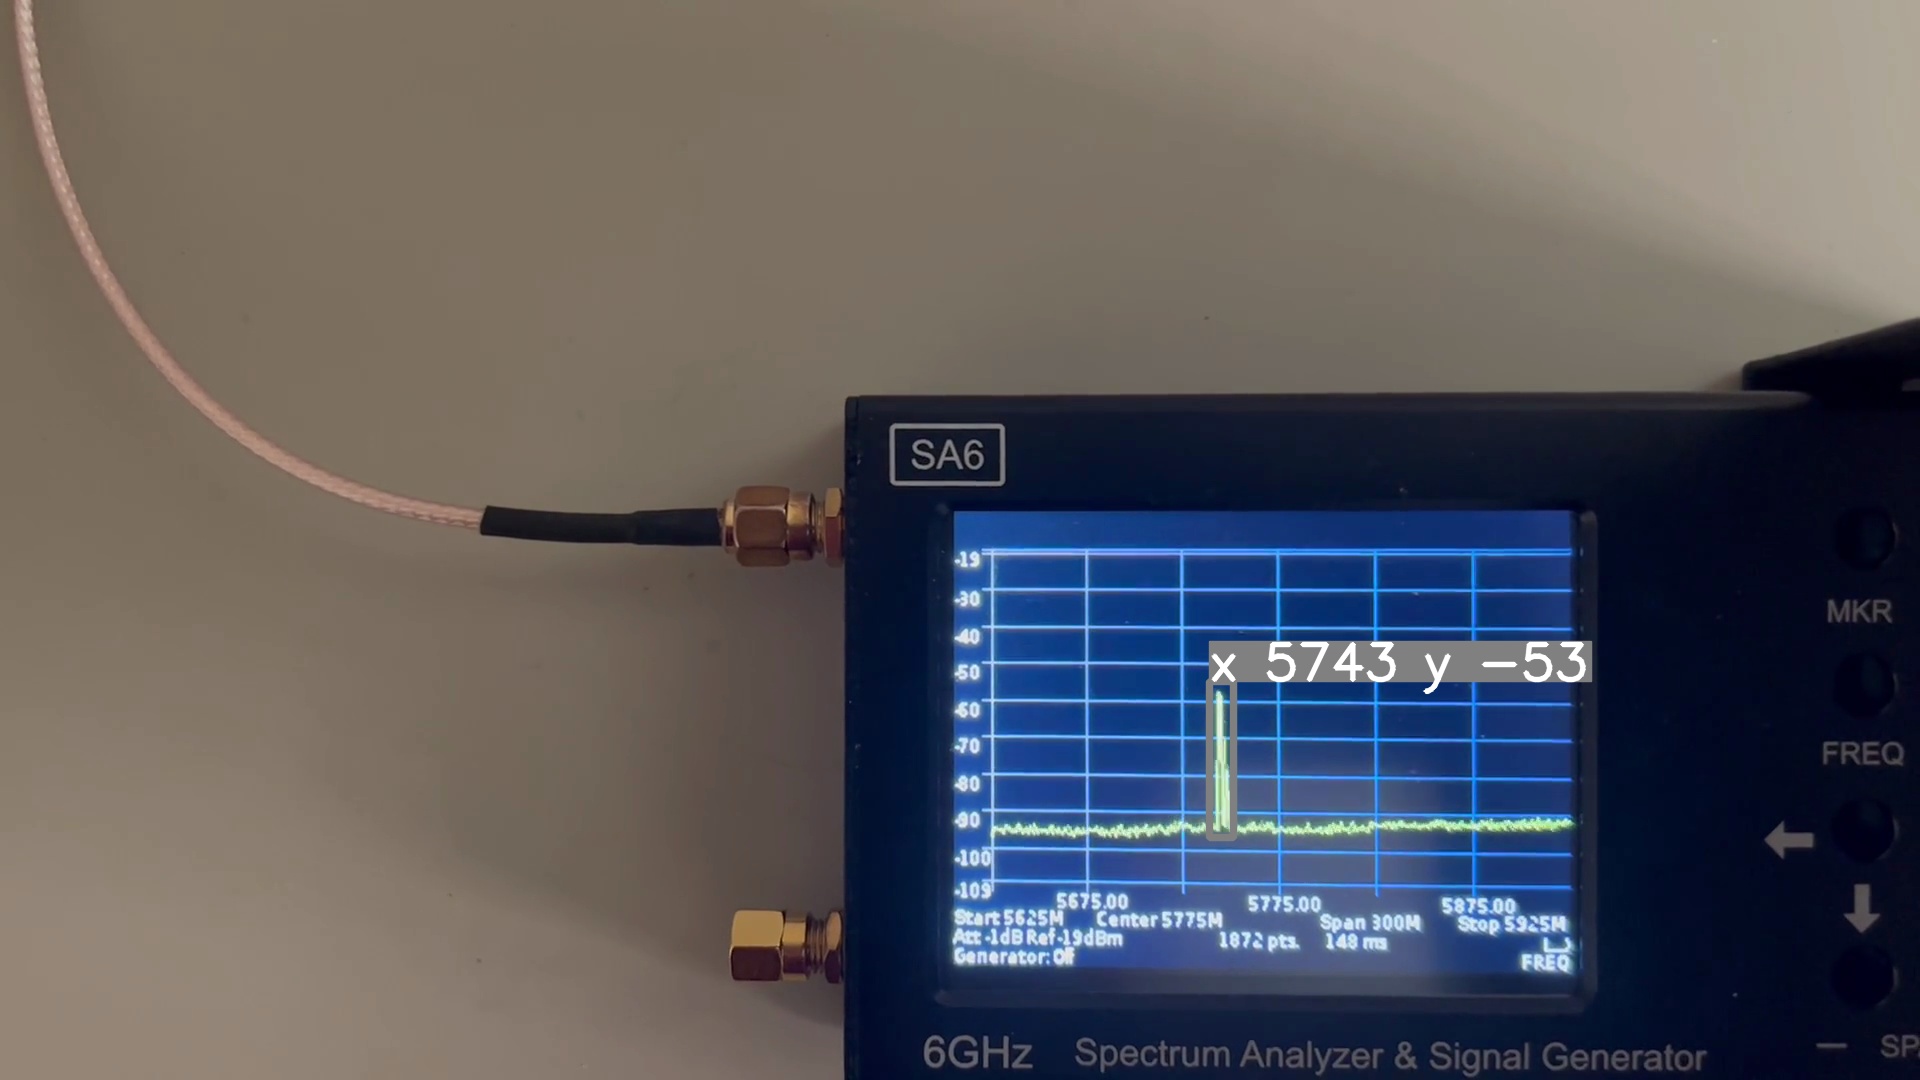 SA6
-19
-30
-40
-50
-60
-70
-80
-90
-100
-109
x 5743 y -53
5675.00 5775.00 5875.00
Start 5625M Center 5775M Span 300M Stop 5925M
Att -1dB Ref -19dBm 1872 pts. 148 ms
Generator: Off FREQ
MKR
FREQ
6GHz Spectrum Analyzer & Signal Generator